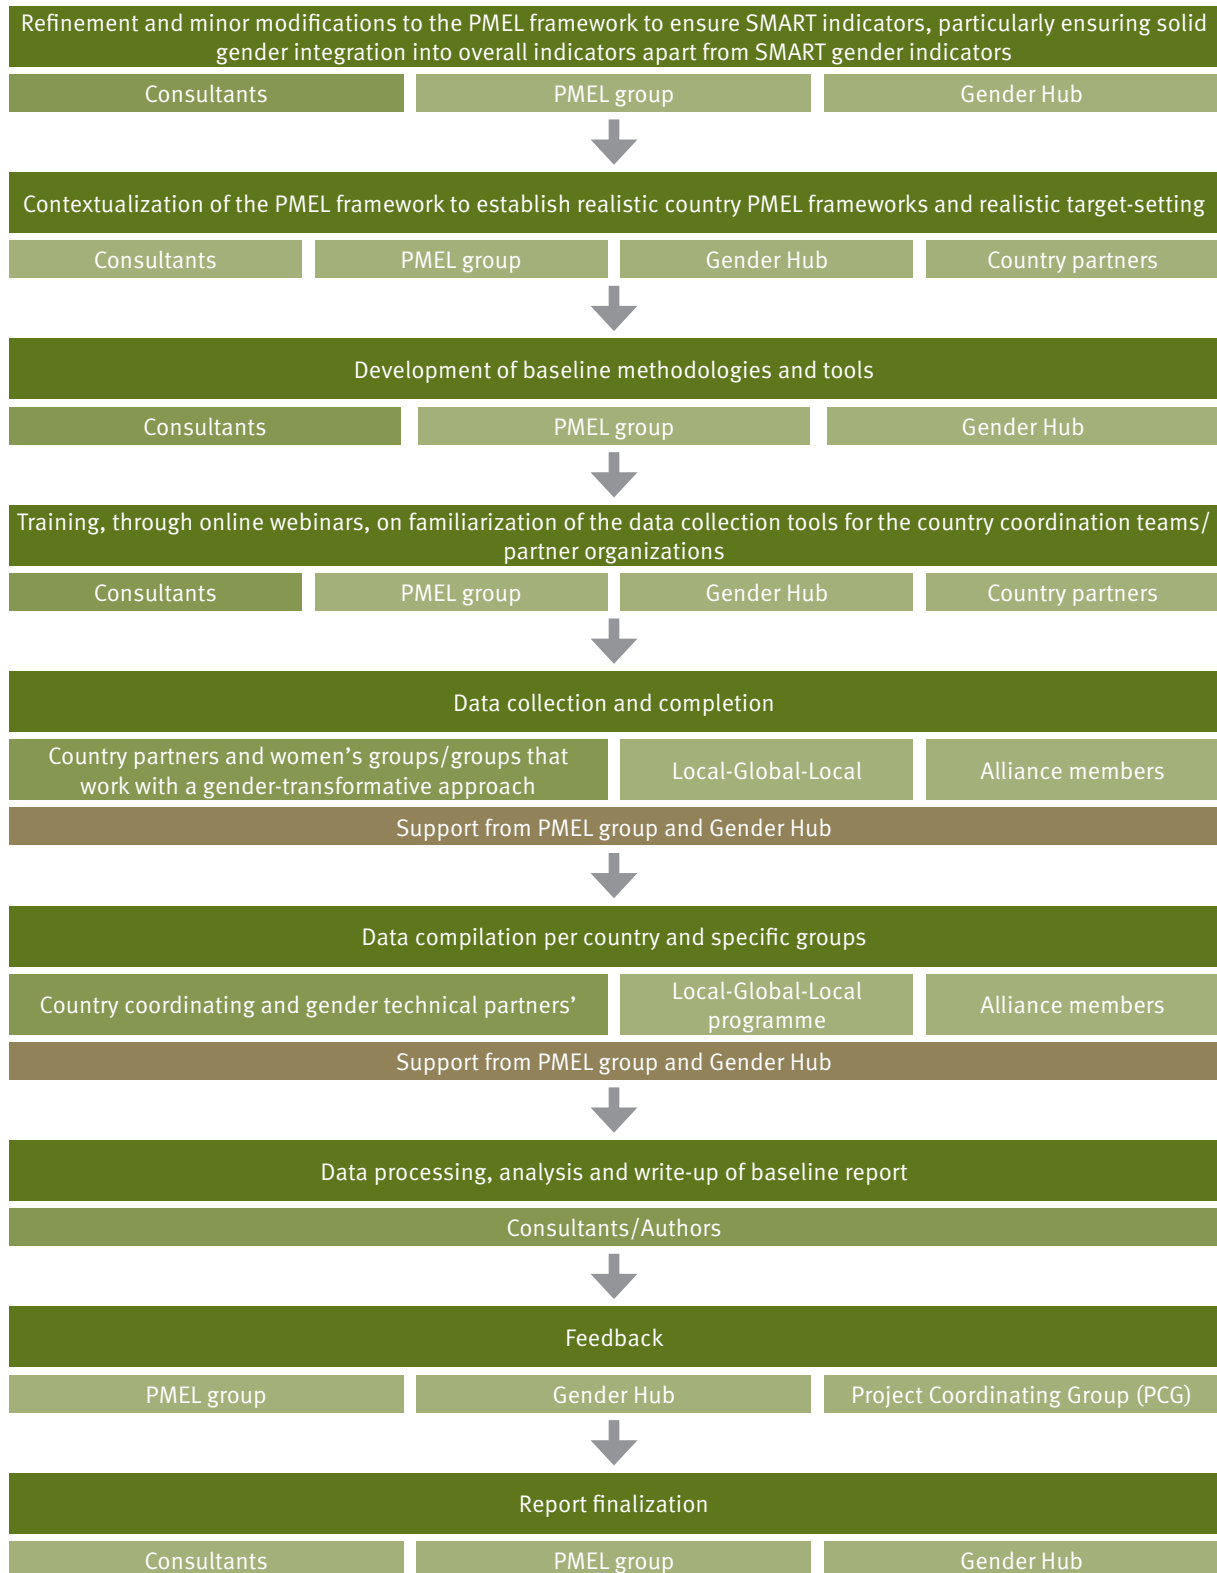 Refinement and minor modifications to the PMEL framework to ensure SMART indicators, particularly ensuring solid
gender integration into overall indicators apart from SMART gender indicators
Consultants
PMEL group
Gender Hub
Contextualization of the PMEL framework to establish realistic country PMEL frameworks and realistic target-setting
Consultants
PMEL group
Gender Hub
Country partners
Development of baseline methodologies and tools
Consultants
PMEL group
Gender Hub
Training, through online webinars, on familiarization of the data collection tools for the country coordination teams/
partner organizations
Consultants
PMEL group
Gender Hub
Country partners
Data collection and completion
Country partners and women’s groups/groups that
work with a gender-transformative approach
Local-Global-Local
Alliance members
Support from PMEL group and Gender Hub
Data compilation per country and specific groups
Country coordinating and gender technical partners’
Local-Global-Local
programme
Alliance members
Support from PMEL group and Gender Hub
Data processing, analysis and write-up of baseline report
Consultants/Authors
Feedback
PMEL group
Gender Hub
Project Coordinating Group (PCG)
Report finalization
Consultants
PMEL group
Gender Hub